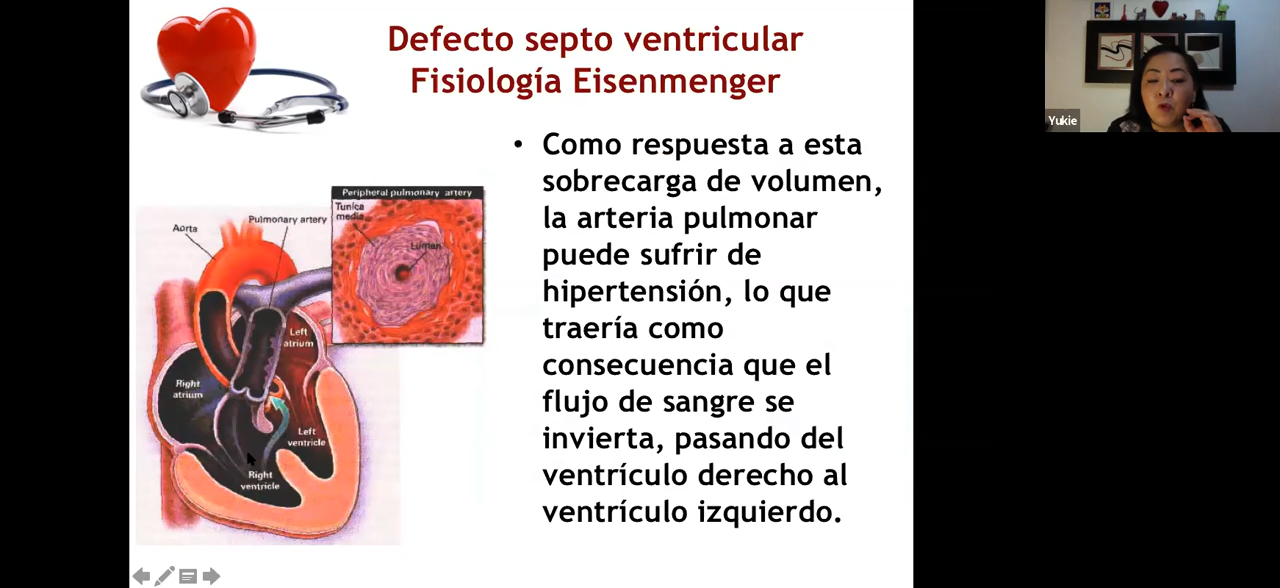 Defecto septo ventricular
Fisiología Eisenmenger
• Como respuesta a esta
sobrecarga de volumen,
la arteria pulmonar
puede sufrir de
hipertensión, lo que
traería como
consecuencia que el
flujo de sangre se
invierta, pasando del
ventrículo derecho al
ventrículo izquierdo.
Peripheral pulmonary artery
Tunica
media
Lumen
Pulmonary artery
Aorta
Left
atrium
Right
atrium
Left
ventricle
Right
ventricle
Yukie